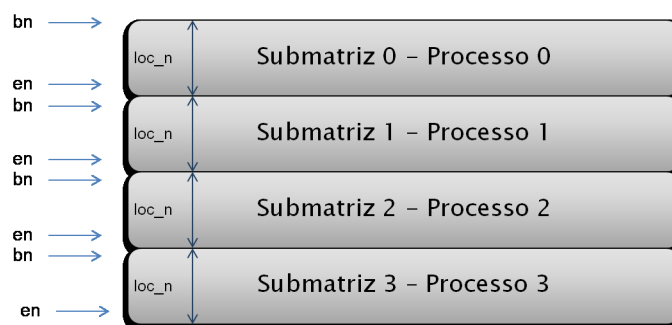 bn
loc_n Submatriz 0 – Processo 0
en
bn
loc_n Submatriz 1 – Processo 1
en
bn
loc_n Submatriz 2 – Processo 2
en
bn
loc_n Submatriz 3 – Processo 3
en